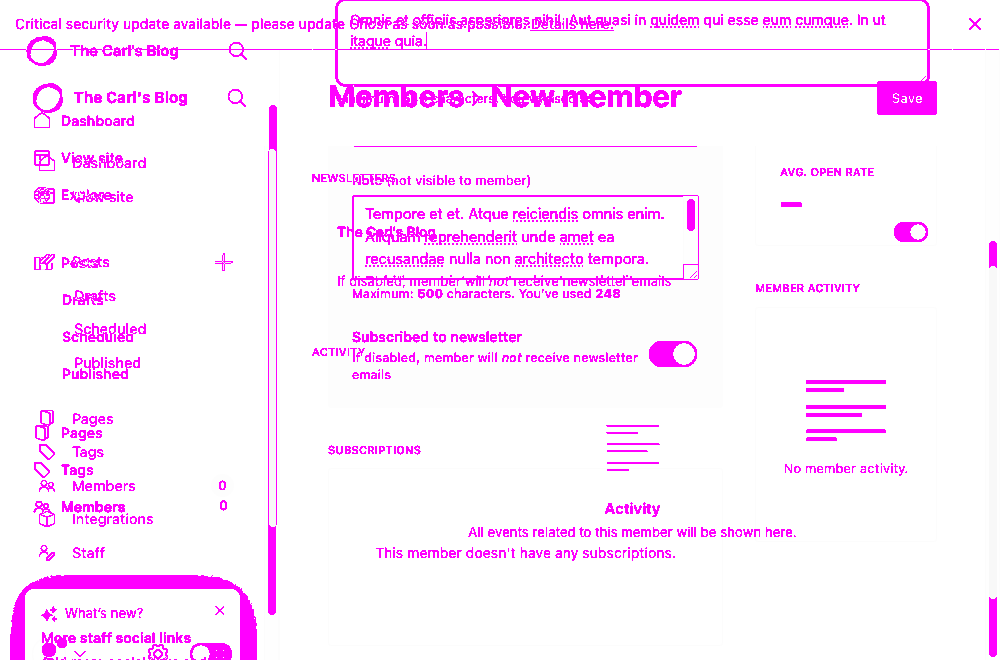 Critical security update available — please update Ghost as soon as possible. Details here.
Omnis et officiis asperiores nihil. Aut quasi in quidem qui esse eum cumque. In ut
itaque quia.
The Carl's Blog
The Carl's Blog
Members
New member
Save
Dashboard
Dashboard
View site
View site
Explore
Posts
Posts
Drafts
Drafts
Scheduled
Scheduled
Published
Published
Pages
Pages
Tags
Tags
Members 0
Members 0
Integrations
Staff
What's new?
More staff social links
NEWSLETTERS
Note (not visible to member)
Tempore et et. Atque reiciendis omnis enim.
Aliquam reprehenderit unde amet ea
recusandae nulla non architecto tempora.
The Carl's Blog
If disabled, member will not receive newsletter emails
Maximum: 500 characters. You've used 248
Subscribed to newsletter
If disabled, member will not receive newsletter
emails
ACTIVITY
SUBSCRIPTIONS
Activity
All events related to this member will be shown here.
This member doesn't have any subscriptions.
AVG. OPEN RATE
MEMBER ACTIVITY
No member activity.